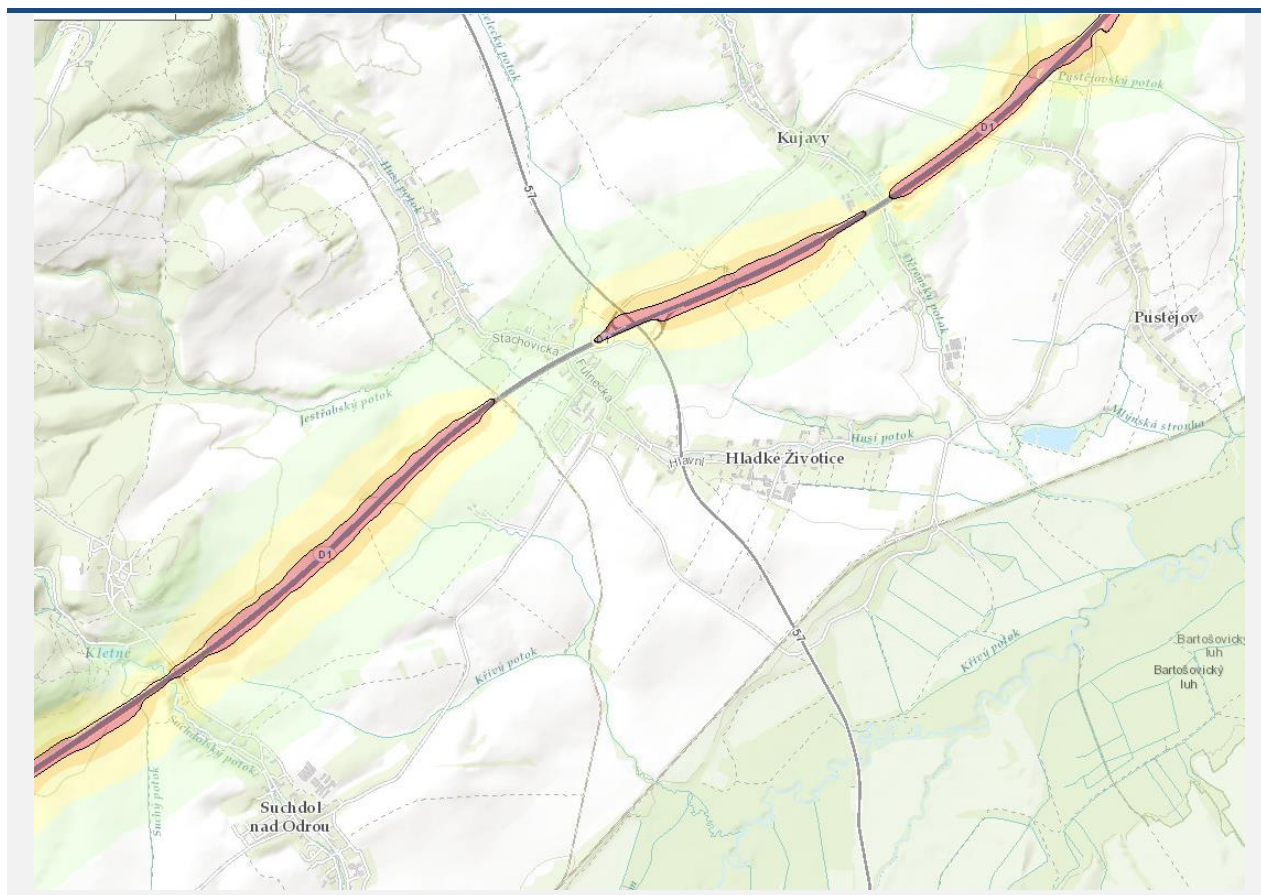 Pustějovský potok
Kujavy
D1
Husí potok
57
Pustějov
Stachovická
Fulnecká
Jestřabský potok
Mlýnská strouha
Husí potok
Hlavní
Hladké Životice
D1
57
Křivý potok
Bartošovický
luh
Bartošovický
luh
Kletné
Křivý potok
Suchdolský potok
Suchý potok
Suchdol
nad Odrou